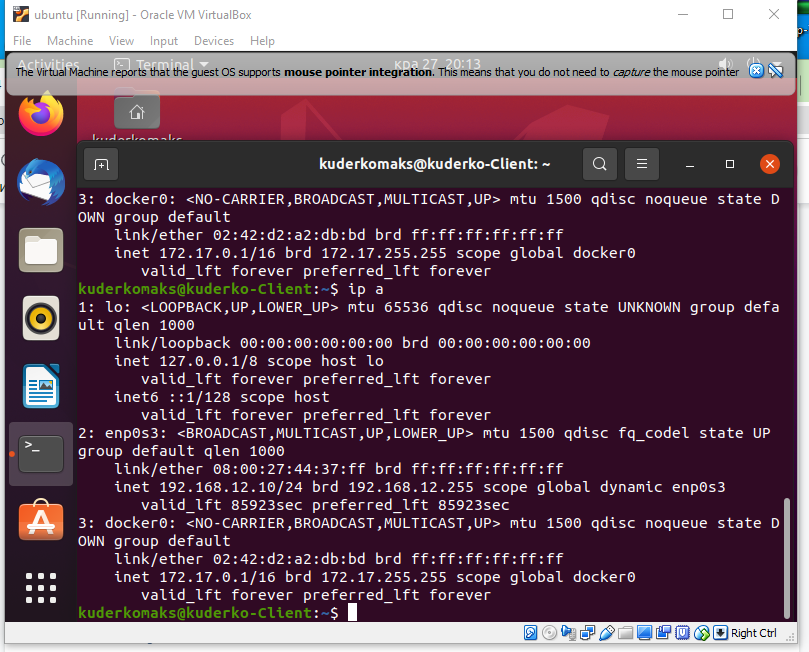 ubuntu [Running] - Oracle VM VirtualBox
File Machine View Input Devices Help
Activities Terminal кра 27, 20:13
The Virtual Machine reports that the guest OS supports mouse pointer integration. This means that you do not need to capture the mouse pointer
kuderkomaks
kuderkomaks@kuderko-Client: ~
3: docker0: <NO-CARRIER,BROADCAST,MULTICAST,UP> mtu 1500 qdisc noqueue state D
OWN group default
link/ether 02:42:d2:a2:db:bd brd ff:ff:ff:ff:ff:ff
inet 172.17.0.1/16 brd 172.17.255.255 scope global docker0
valid_lft forever preferred_lft forever
kuderkomaks@kuderko-Client:~$ ip a
1: lo: <LOOPBACK,UP,LOWER_UP> mtu 65536 qdisc noqueue state UNKNOWN group defa
ult qlen 1000
link/loopback 00:00:00:00:00:00 brd 00:00:00:00:00:00
inet 127.0.0.1/8 scope host lo
valid_lft forever preferred_lft forever
inet6 ::1/128 scope host
valid_lft forever preferred_lft forever
2: enp0s3: <BROADCAST,MULTICAST,UP,LOWER_UP> mtu 1500 qdisc fq_codel state UP
group default qlen 1000
link/ether 08:00:27:44:37:ff brd ff:ff:ff:ff:ff:ff
inet 192.168.12.10/24 brd 192.168.12.255 scope global dynamic enp0s3
valid_lft 85923sec preferred_lft 85923sec
3: docker0: <NO-CARRIER,BROADCAST,MULTICAST,UP> mtu 1500 qdisc noqueue state D
OWN group default
link/ether 02:42:d2:a2:db:bd brd ff:ff:ff:ff:ff:ff
inet 172.17.0.1/16 brd 172.17.255.255 scope global docker0
valid_lft forever preferred_lft forever
kuderkomaks@kuderko-Client:~$
Right Ctrl